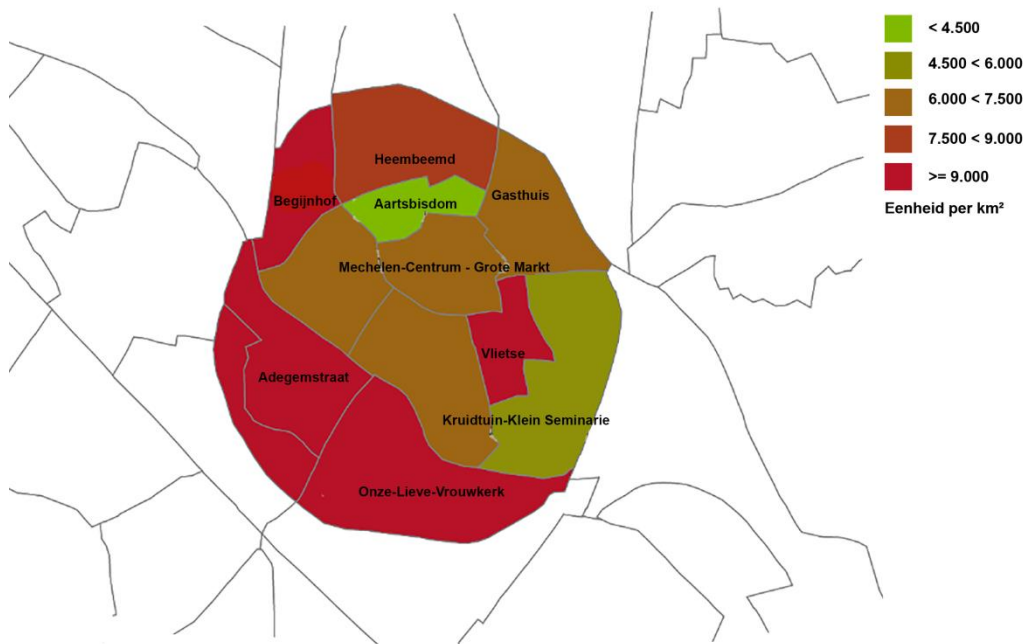 < 4.500
4.500 < 6.000
6.000 < 7.500
7.500 < 9.000
>= 9.000
Eenheid per km²
Heembeemd
Gasthuis
Begijnhof
Aartsbisdom
Mechelen-Centrum - Grote Markt
Vlietse
Adegemstraat
Kruidtuin-Klein Seminarie
Onze-Lieve-Vrouwkerk